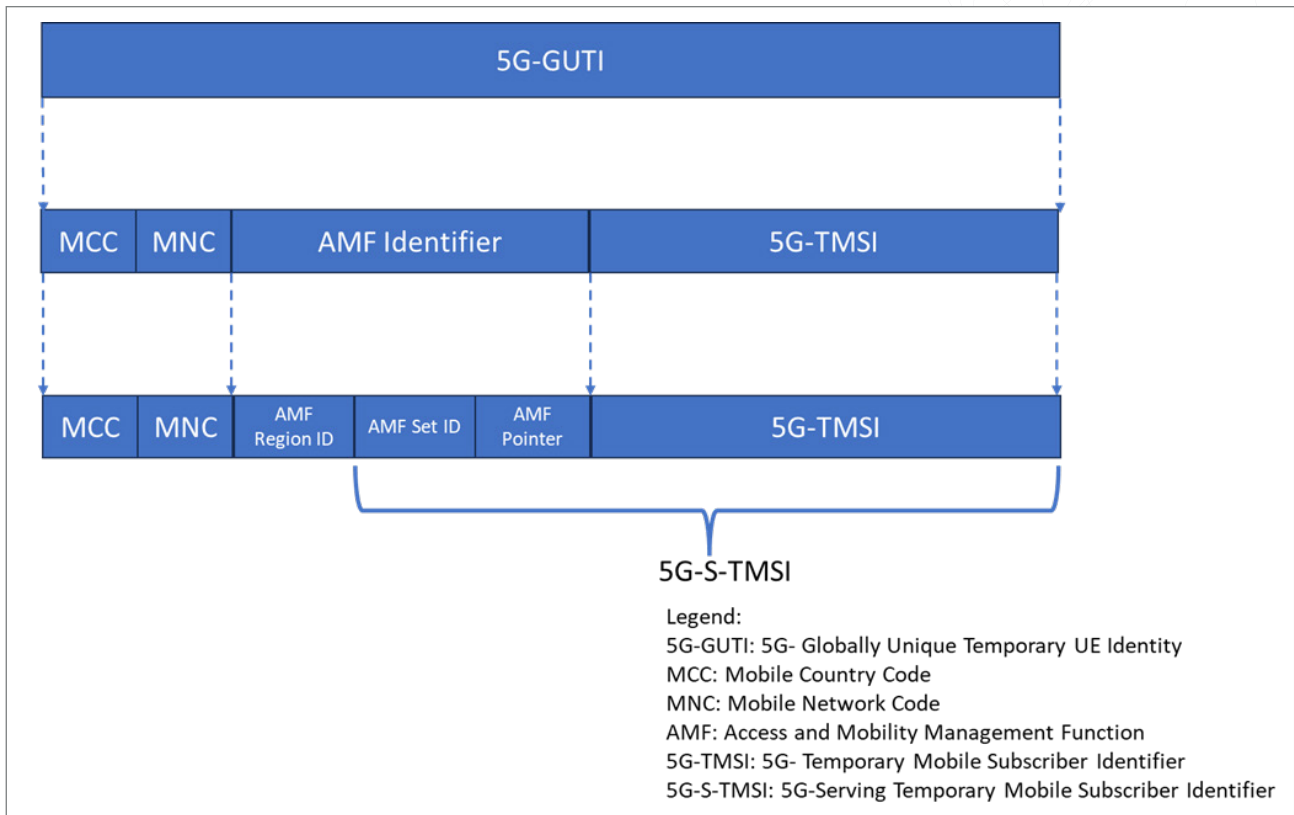 5G-GUTI
MCC MNC AMF Identifier 5G-TMSI
MCC MNC AMF Region ID AMF Set ID AMF Pointer 5G-TMSI
5G-S-TMSI
Legend:
5G-GUTI: 5G- Globally Unique Temporary UE Identity
MCC: Mobile Country Code
MNC: Mobile Network Code
AMF: Access and Mobility Management Function
5G-TMSI: 5G- Temporary Mobile Subscriber Identifier
5G-S-TMSI: 5G-Serving Temporary Mobile Subscriber Identifier